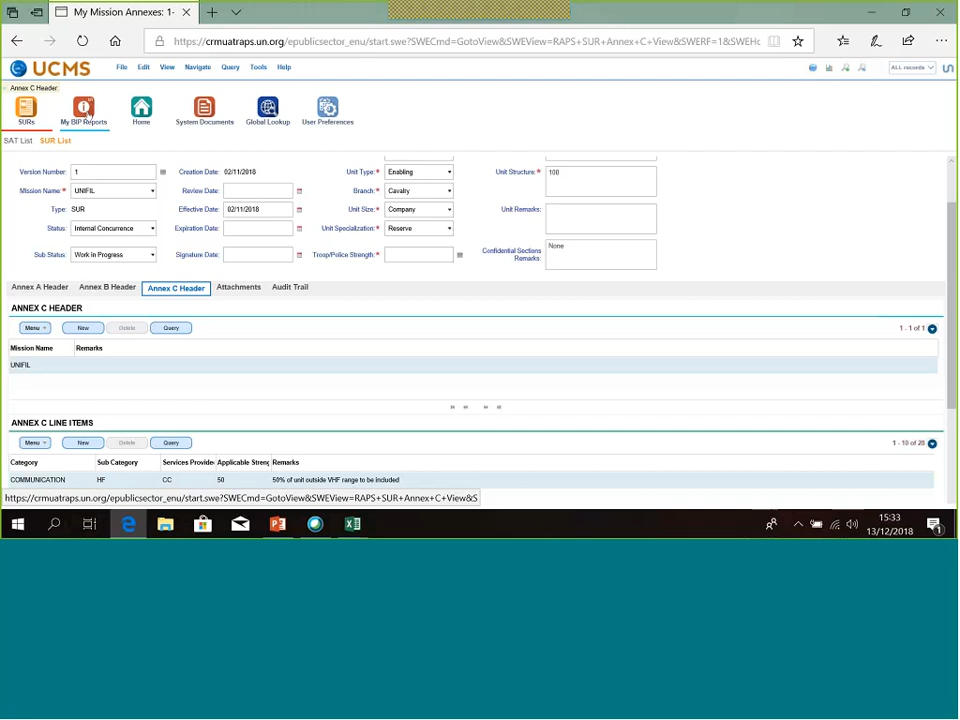 My Mission Annexes: 1-
https://crmuatraps.un.org/epublicsector_enu/start.swe?SWECmd=GotoView&SWEView=RAPS+SUR+Annex+C+View&SWERF=1&SWEHo
UCMS File Edit View Navigate Query Tools Help ALL records
Annex C Header
SURs My BIP Reports Home System Documents Global Lookup User Preferences
SAT List SUR List
Version Number: 1 Creation Date: 02/11/2018 Unit Type:* Enabling Unit Structure:* 100
Mission Name:* UNIFIL Review Date: Branch:* Cavalry
Type: SUR Effective Date: 02/11/2018 Unit Size:* Company Unit Remarks:
Status: Internal Concurrence Expiration Date: Unit Specialization:* Reserve
Sub Status: Work in Progress Signature Date: Troop/Police Strength:* Confidential Sections Remarks: None
Annex A Header Annex B Header Annex C Header Attachments Audit Trail
ANNEX C HEADER
Menu New Delete Query 1 - 1 of 1
Mission Name Remarks
UNIFIL
ANNEX C LINE ITEMS
Menu New Delete Query 1 - 10 of 28
Category Sub Category Services Provider Applicable Streng Remarks
COMMUNICATION HF CC 50 50% of unit outside VHF range to be included
https://crmuatraps.un.org/epublicsector_enu/start.swe?SWECmd=GotoView&SWEView=RAPS+SUR+Annex+C+View&S
15:33
13/12/2018
1